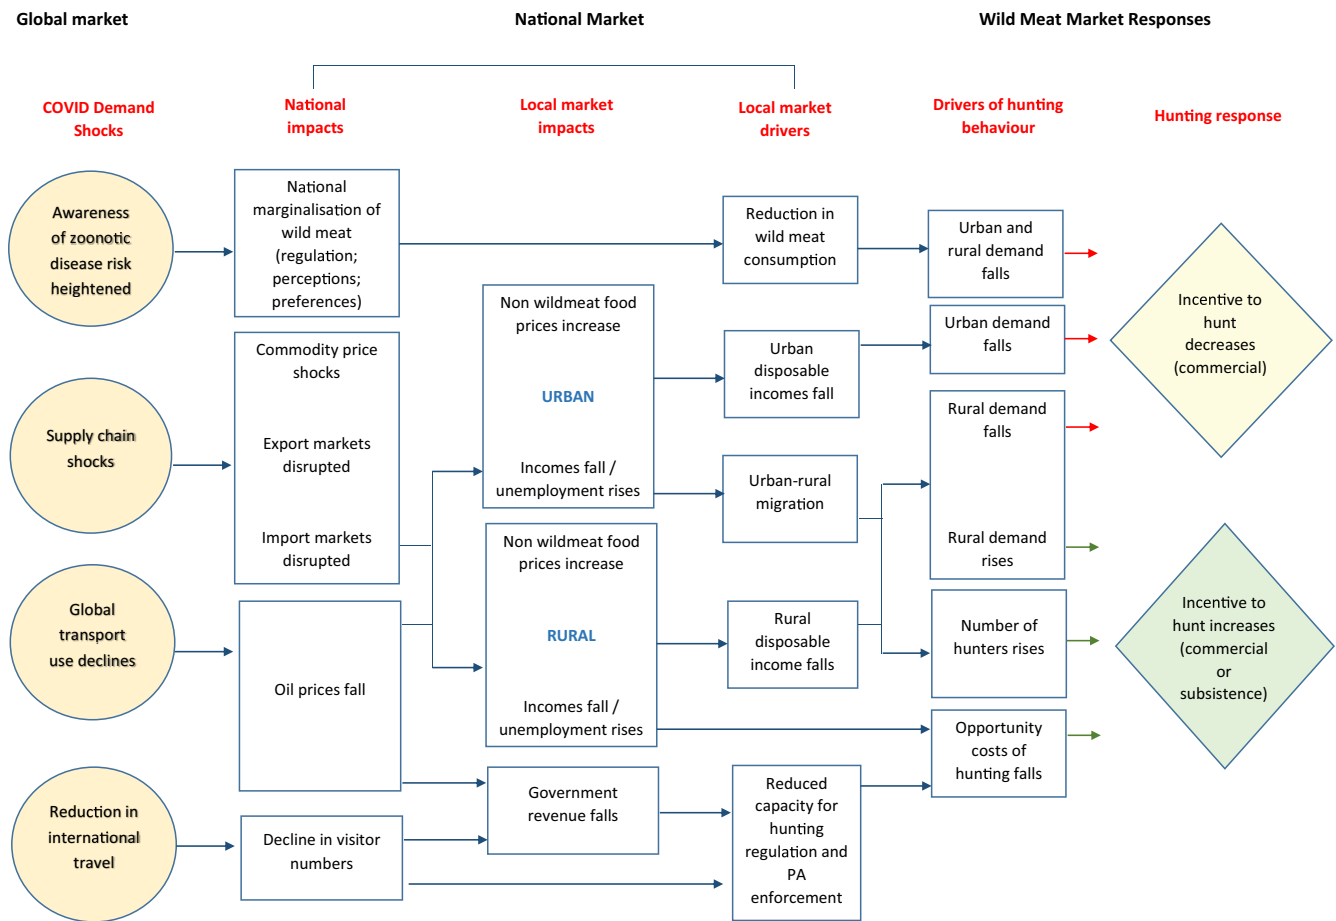 Global market
National Market
Wild Meat Market Responses
COVID Demand
Shocks
National
impacts
Local market
impacts
Local market
drivers
Drivers of hunting
behaviour
Hunting response
Awareness
of zoonotic
disease risk
heightened
Supply chain
shocks
Global
transport
use declines
Reduction in
international
travel
National
marginalisation of
wild meat
(regulation;
perceptions;
preferences)
Commodity price
shocks
Export markets
disrupted
Import markets
disrupted
Oil prices fall
Decline in visitor
numbers
Non wildmeat food
prices increase
URBAN
Incomes fall /
unemployment rises
Non wildmeat food
prices increase
RURAL
Incomes fall /
unemployment rises
Government
revenue falls
Reduction in
wild meat
consumption
Urban
disposable
incomes fall
Urban-rural
migration
Rural
disposable
income falls
Reduced
capacity for
hunting
regulation and
PA
enforcement
Urban and
rural demand
falls
Urban demand
falls
Rural demand
falls
Rural demand
rises
Number of
hunters rises
Opportunity
costs of
hunting falls
Incentive to
hunt
decreases
(commercial)
Incentive to
hunt increases
(commercial
or
subsistence)